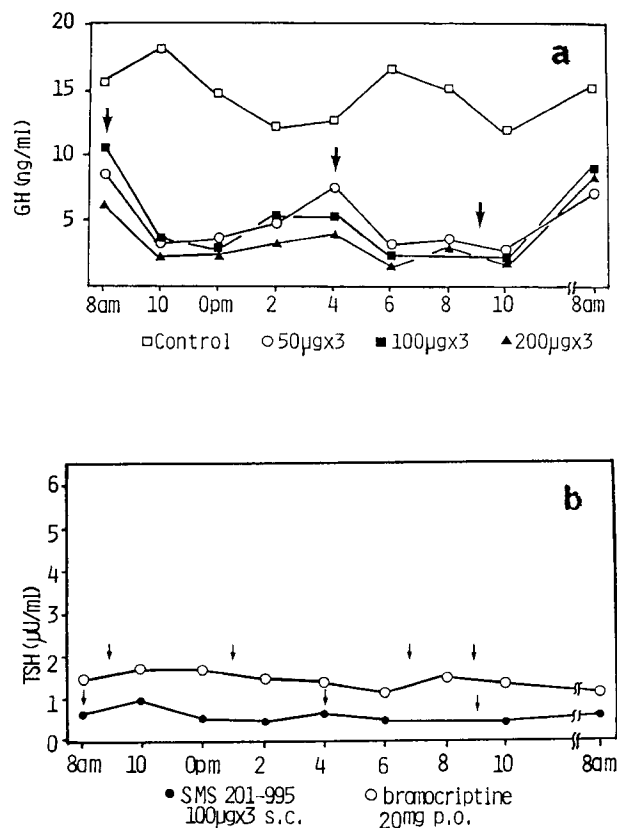 20
a
15
GH (ng/ml)
10
5
8am 10 0pm 2 4 6 8 10 8am
□Control ○50µgx3 ■100µgx3 ▲200µgx3
6
b
5
4
TSH (µU/ml)
3
2
1
0
8am 10 0pm 2 4 6 8 10 8am
● SMS 201-995 ○ bromocriptine
100µgx3 s.c. 20mg p.o.